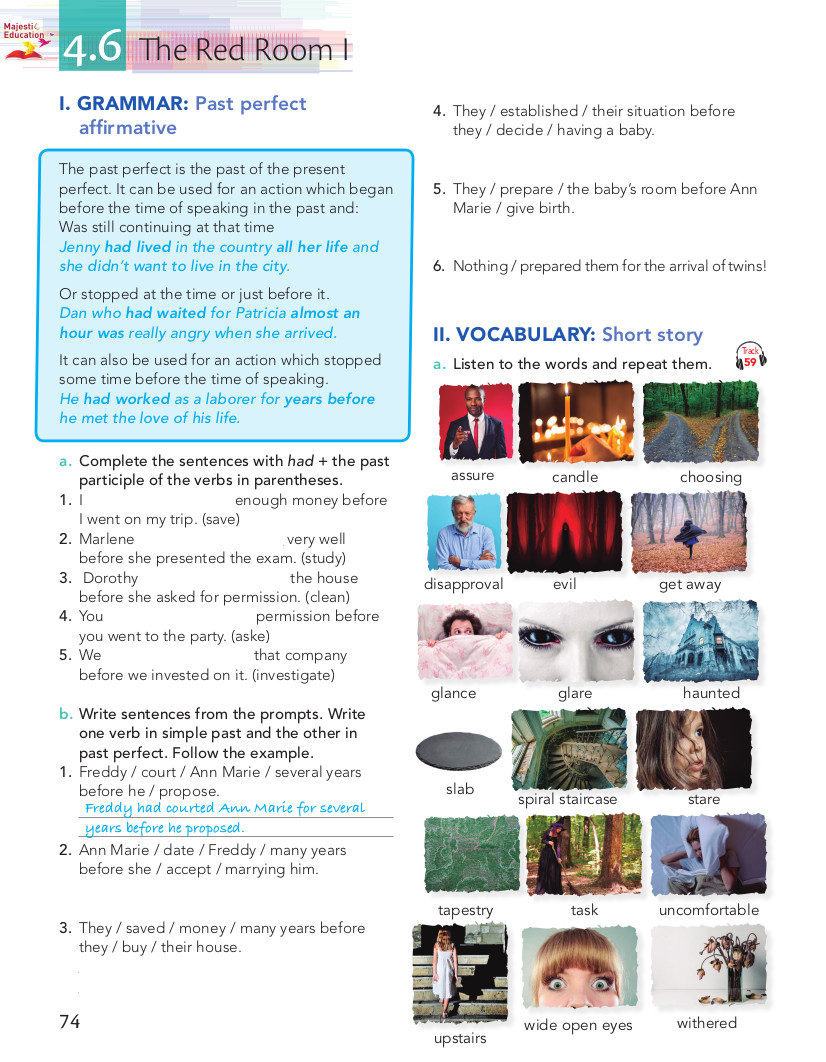 Majestic
Education
4.6 The Red Room I
I. GRAMMAR: Past perfect
affirmative
The past perfect is the past of the present
perfect. It can be used for an action which began
before the time of speaking in the past and:
Was still continuing at that time
Jenny had lived in the country all her life and
she didn't want to live in the city.
Or stopped at the time or just before it.
Dan who had waited for Patricia almost an
hour was really angry when she arrived.
It can also be used for an action which stopped
some time before the time of speaking.
He had worked as a laborer for years before
he met the love of his life.
a. Complete the sentences with had + the past
participle of the verbs in parentheses.
1. I enough money before
I went on my trip. (save)
2. Marlene very well
before she presented the exam. (study)
3. Dorothy the house
before she asked for permission. (clean)
4. You permission before
you went to the party. (aske)
5. We that company
before we invested on it. (investigate)
b. Write sentences from the prompts. Write
one verb in simple past and the other in
past perfect. Follow the example.
1. Freddy / court / Ann Marie / several years
before he / propose.
Freddy had courted Ann Marie for several
years before he proposed.
2. Ann Marie / date / Freddy / many years
before she / accept / marrying him.
3. They / saved / money / many years before
they / buy / their house.
74
4. They / established / their situation before
they / decide / having a baby.
5. They / prepare / the baby's room before Ann
Marie / give birth.
6. Nothing / prepared them for the arrival of twins!
II. VOCABULARY: Short story
a. Listen to the words and repeat them.
Track
59
assure candle choosing
disapproval evil get away
glance glare haunted
slab spiral staircase stare
tapestry task uncomfortable
upstairs wide open eyes withered